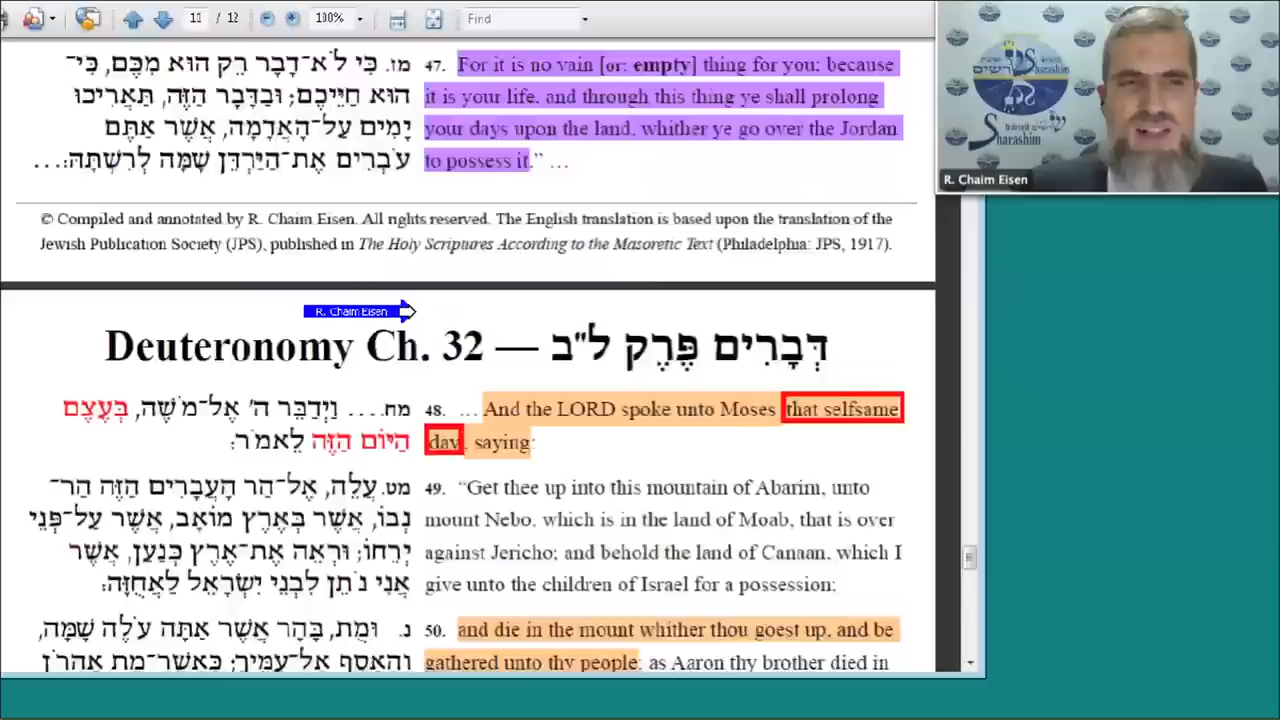 11 / 12
100%
Find
מז. כִּי לֹא־דָבָר רֵק הוּא מִכֶּם, כִּי־
הוּא חַיֵּיכֶם; וּבַדָּבָר הַזֶּה, תַּאֲרִיכוּ
יָמִים עַל־הָאֲדָמָה, אֲשֶׁר אַתֶּם
עֹבְרִים אֶת־הַיַּרְדֵּן שָׁמָּה לְרִשְׁתָּהּ:...
47. For it is no vain [or: empty] thing for you; because
it is your life, and through this thing ye shall prolong
your days upon the land, whither ye go over the Jordan
to possess it.” …
© Compiled and annotated by R. Chaim Eisen. All rights reserved. The English translation is based upon the translation of the
Jewish Publication Society (JPS), published in The Holy Scriptures According to the Masoretic Text (Philadelphia: JPS, 1917).
R. Chaim Eisen
Deuteronomy Ch. 32 — דְּבָרִים פֶּרֶק ל"ב
מח.... וַיְדַבֵּר ה' אֶל־מֹשֶׁה, בְּעֶצֶם
הַיּוֹם הַזֶּה לֵאמֹר:
48. … And the LORD spoke unto Moses that selfsame
day, saying:
מט. עֲלֵה, אֶל־הַר הָעֲבָרִים הַזֶּה הַר־
נְבוֹ, אֲשֶׁר בְּאֶרֶץ מוֹאָב, אֲשֶׁר עַל־פְּנֵי
יְרֵחוֹ; וּרְאֵה אֶת־אֶרֶץ כְּנַעַן, אֲשֶׁר
אֲנִי נֹתֵן לִבְנֵי יִשְׂרָאֵל לַאֲחֻזָּה:
49. “Get thee up into this mountain of Abarim, unto
mount Nebo, which is in the land of Moab, that is over
against Jericho; and behold the land of Canaan, which I
give unto the children of Israel for a possession;
נ. וּמֻת, בָּהָר אֲשֶׁר אַתָּה עֹלֶה שָׁמָּה,
וְהֵאָסֵף אֶל־עַמֶּיךָ; כַּאֲשֶׁר־מֵת אַהֲרֹן
50. and die in the mount whither thou goest up, and be
gathered unto thy people; as Aaron thy brother died in
Sharashim
Sharashim
R. Chaim Eisen